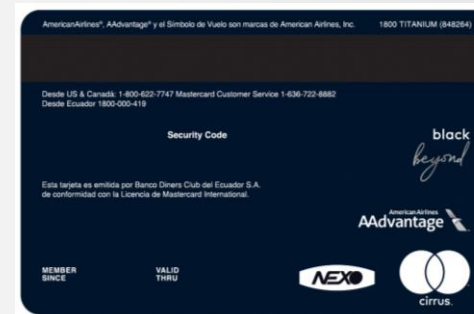 AmericanAirlines®, AAdvantage® y el Símbolo de Vuelo son marcas de American Airlines, Inc. 1800 TITANIUM (848264)
Desde US & Canadá: 1-800-622-7747 Mastercard Customer Service 1-636-722-8882
Desde Ecuador 1800-000-419
Security Code
black
beyond
Esta tarjeta es emitida por Banco Diners Club del Ecuador S.A.
de conformidad con la Licencia de Mastercard International.
AmericanAirlines
AAdvantage
MEMBER SINCE
VALID THRU
NEXO
cirrus.